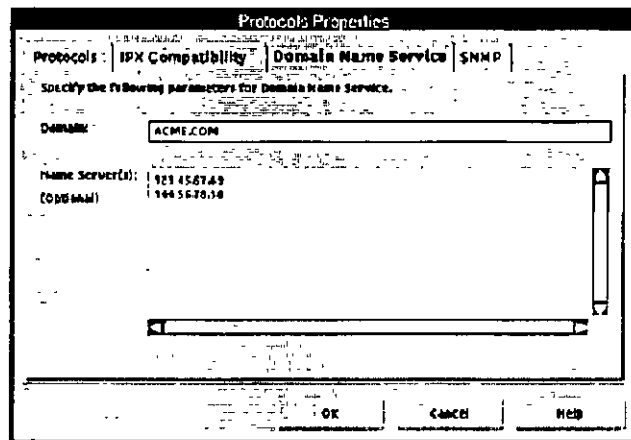 Protocols Properties
Protocols IPX Compatibility Domain Name Service SNMP
Specify the following parameters for Domain Name Service.
Domain: ACME.COM
Name Server(s):
(optional)
OK Cancel Help